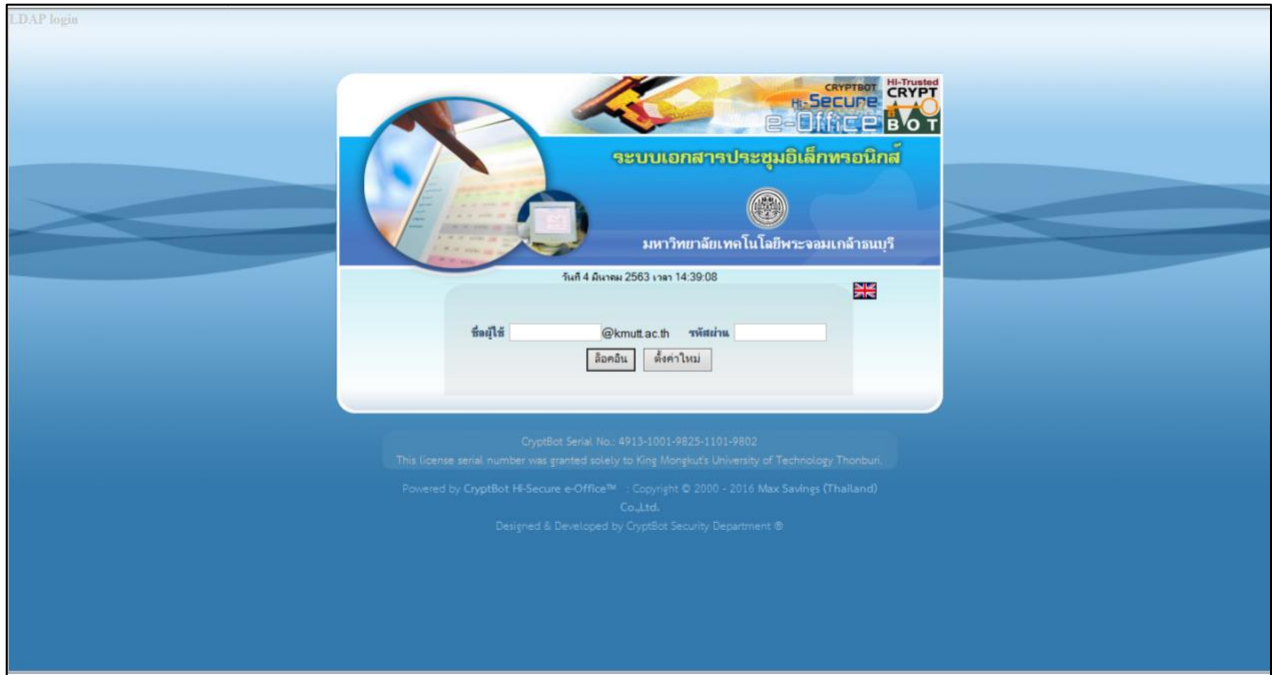 LDAP login
CRYPTBOT
Hi-Secure
e-Office
Hi-Trusted
CRYPT
BOT
ระบบเอกสารประชุมอิเล็กทรอนิกส์
มหาวิทยาลัยเทคโนโลยีพระจอมเกล้าธนบุรี
วันที่ 4 มีนาคม 2563 เวลา 14:39:08
ชื่อผู้ใช้ @kmutt.ac.th รหัสผ่าน
ล็อคอิน ตั้งค่าใหม่
CryptBot Serial No.: 4913-1001-9825-1101-9802
This license serial number was granted solely to King Mongkut's University of Technology Thonburi.
Powered by CryptBot Hi-Secure e-Office™ : Copyright © 2000 - 2016 Max Savings (Thailand)
Co.,Ltd.
Designed & Developed by CryptBot Security Department ®